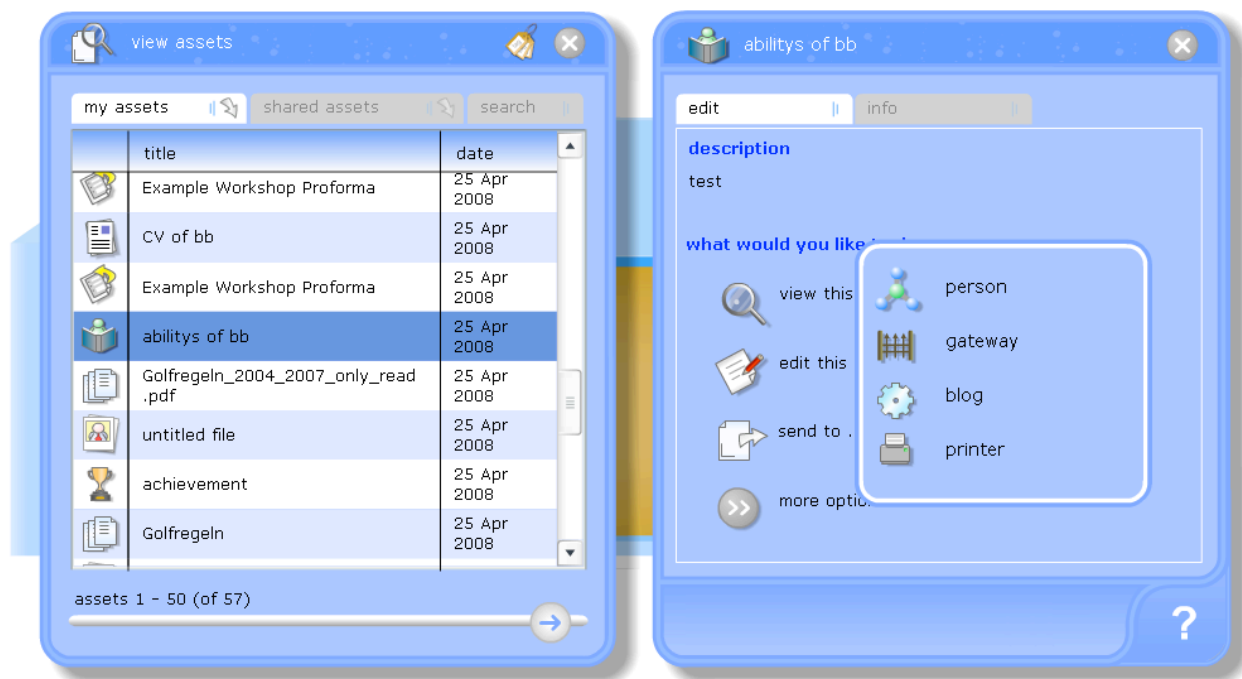 view assets
my assets
shared assets
search
title
date
Example Workshop Proforma
25 Apr
2008
CV of bb
25 Apr
2008
Example Workshop Proforma
25 Apr
2008
abilitys of bb
25 Apr
2008
Golfregeln_2004_2007_only_read
.pdf
25 Apr
2008
untitled file
25 Apr
2008
achievement
25 Apr
2008
Golfregeln
25 Apr
2008
assets 1 - 50 (of 57)
abilitys of bb
edit
info
description
test
what would you like
view this
edit this
send to .
more
person
gateway
blog
printer
?